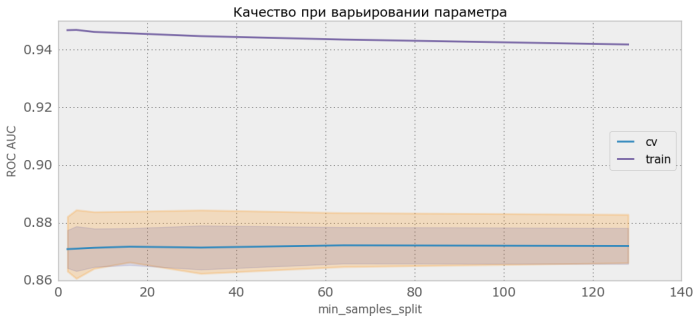 Качество при варьировании параметра
0.94
0.92
0.90
0.88
0.86
ROC AUC
cv
train
0 20 40 60 80 100 120 140
min_samples_split